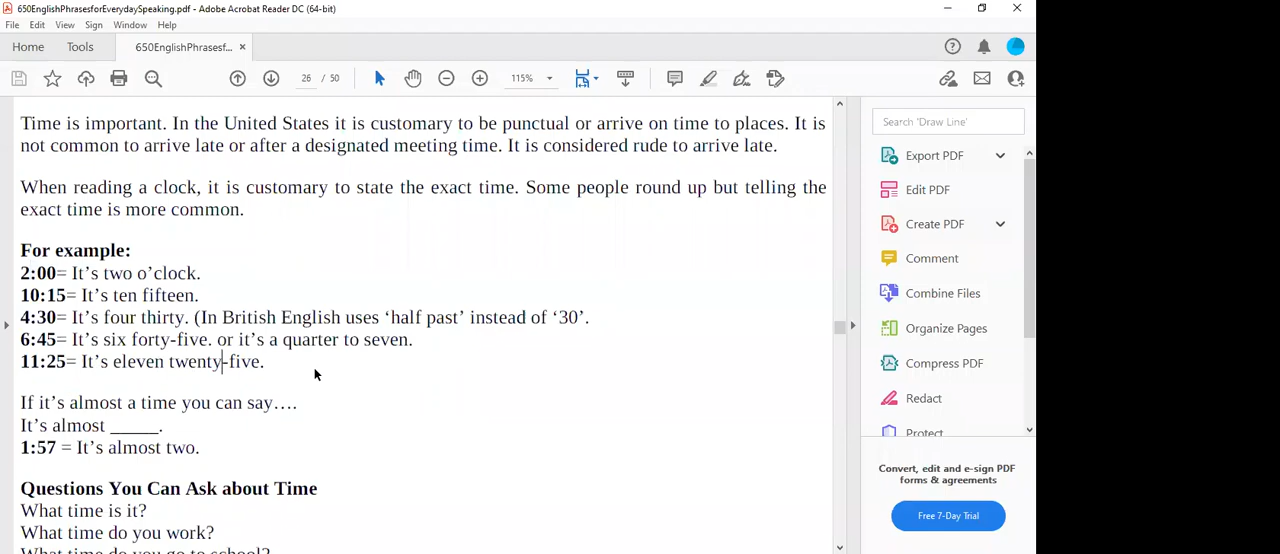 650EnglishPhrasesforEverydaySpeaking.pdf - Adobe Acrobat Reader DC (64-bit)
File Edit View Sign Window Help
Home Tools 650EnglishPhrasesf...
26 / 50 115%
Time is important. In the United States it is customary to be punctual or arrive on time to places. It is
not common to arrive late or after a designated meeting time. It is considered rude to arrive late.
When reading a clock, it is customary to state the exact time. Some people round up but telling the
exact time is more common.
For example:
2:00= It’s two o’clock.
10:15= It’s ten fifteen.
4:30= It’s four thirty. (In British English uses ‘half past’ instead of ‘30’.
6:45= It’s six forty-five. or it’s a quarter to seven.
11:25= It’s eleven twenty-five.
If it’s almost a time you can say….
It’s almost _____.
1:57 = It’s almost two.
Questions You Can Ask about Time
What time is it?
What time do you work?
What time do you go to school?
Search 'Draw Line'
Export PDF
Edit PDF
Create PDF
Comment
Combine Files
Organize Pages
Compress PDF
Redact
Protect
Convert, edit and e-sign PDF
forms & agreements
Free 7-Day Trial